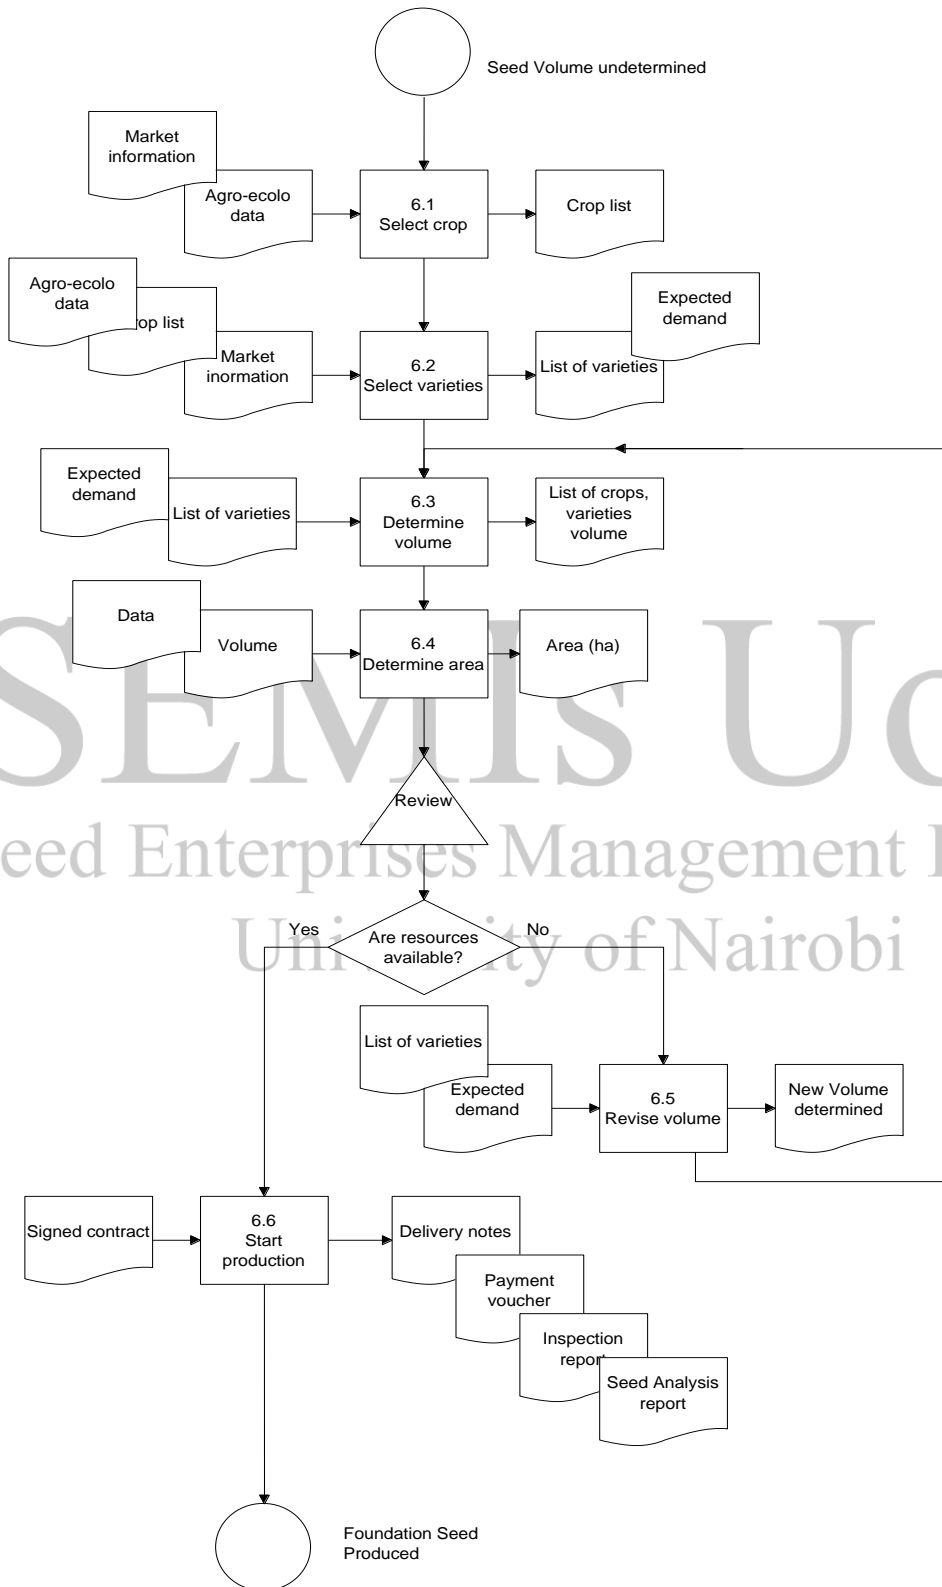 Seed Volume undetermined
Market
information
Agro-ecolo
data
6.1
Select crop
Crop list
Agro-ecolo
data
rop list
Market
inormation
6.2
Select varieties
List of varieties
Expected
demand
Expected
demand
List of varieties
6.3
Determine
volume
List of crops,
varieties
volume
Data
Volume
6.4
Determine area
Area (ha)
SEMIs Uo
Review
eed Enterprises Management
Yes
Are resources
available?
No
University of Nairobi
List of varieties
Expected
demand
6.5
Revise volume
New Volume
determined
Signed contract
6.6
Start
production
Delivery notes
Payment
voucher
Inspection
report
Seed Analysis
report
Foundation Seed
Produced